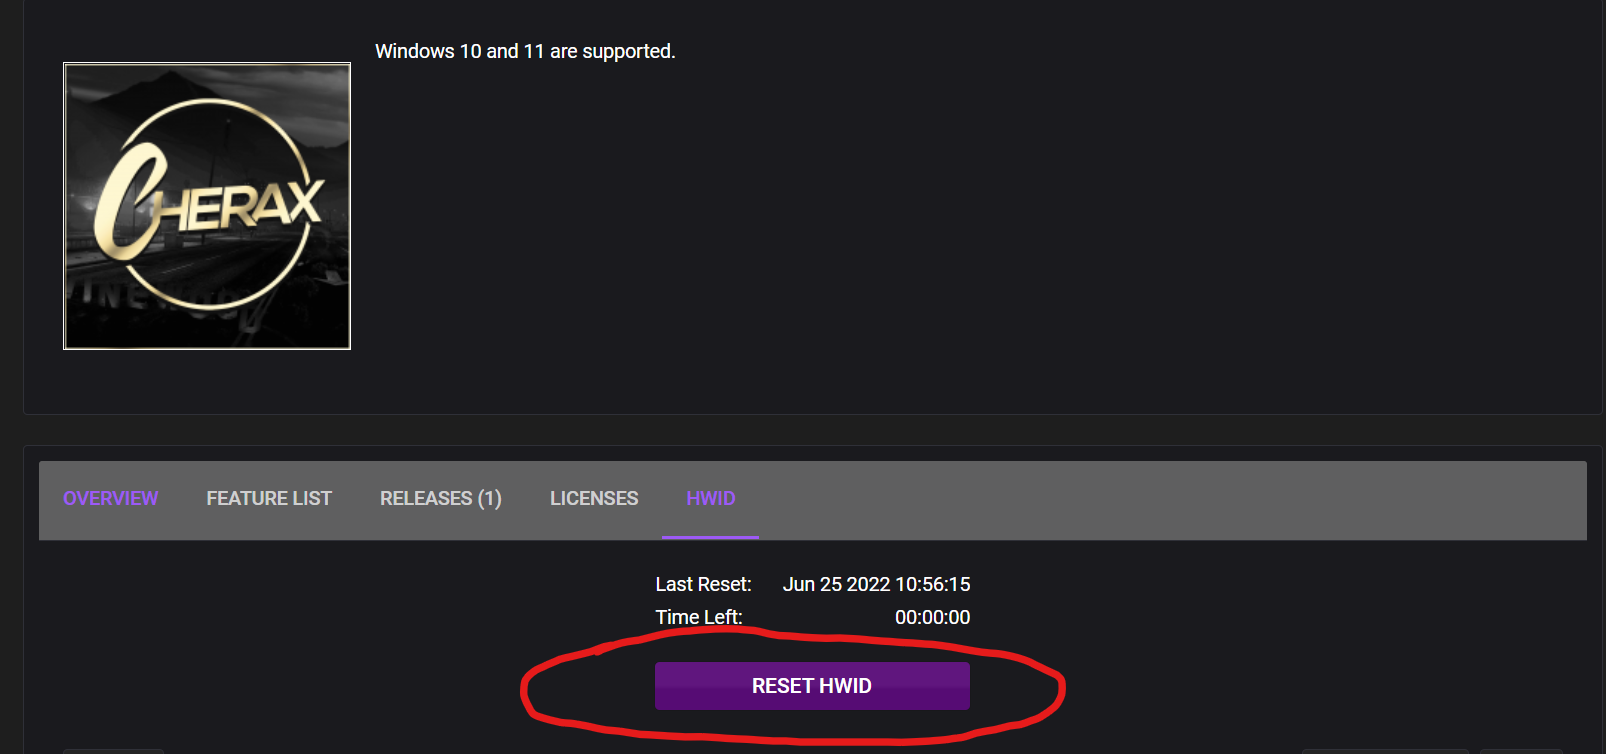 Windows 10 and 11 are supported.
CHERAX
OVERVIEW FEATURE LIST RELEASES (1) LICENSES HWID
Last Reset: Jun 25 2022 10:56:15
Time Left: 00:00:00
RESET HWID